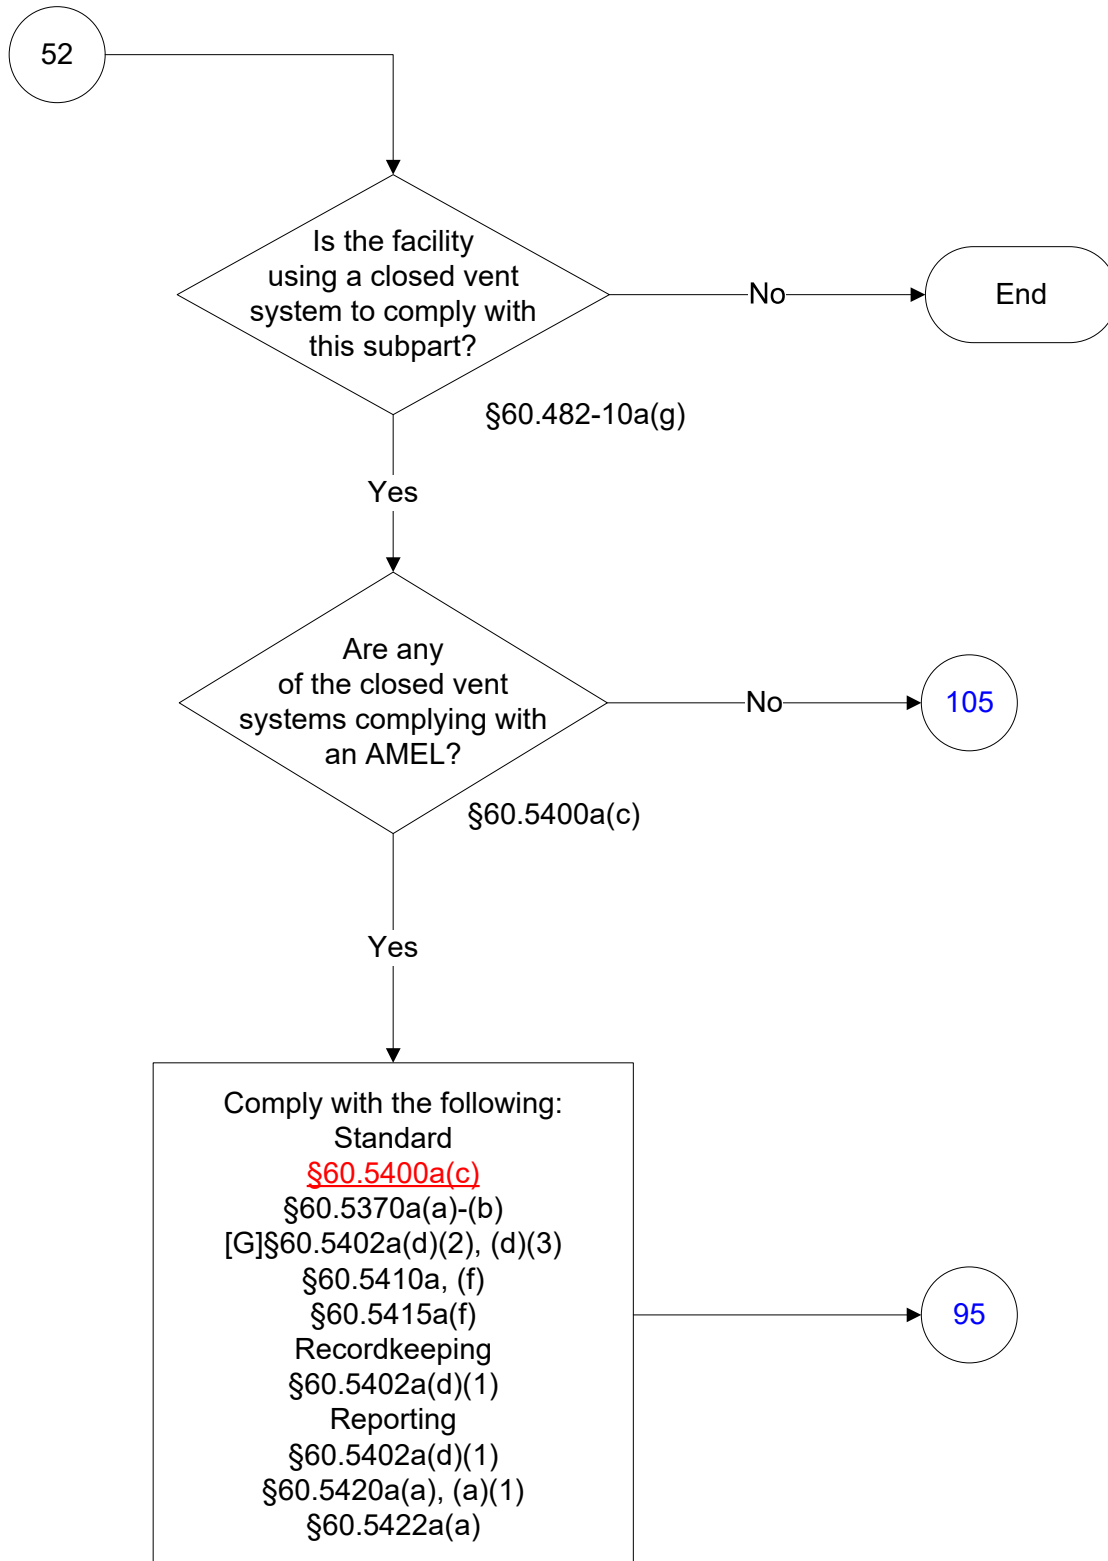 52
Is the facility
using a closed vent
system to comply with
this subpart?
No
End
§60.482-10a(g)
Yes
Are any
of the closed vent
systems complying with
an AMEL?
No
105
§60.5400a(c)
Yes
Comply with the following:
Standard
§60.5400a(c)
§60.5370a(a)-(b)
[G]§60.5402a(d)(2), (d)(3)
§60.5410a, (f)
§60.5415a(f)
Recordkeeping
§60.5402a(d)(1)
Reporting
§60.5402a(d)(1)
§60.5420a(a), (a)(1)
§60.5422a(a)
95